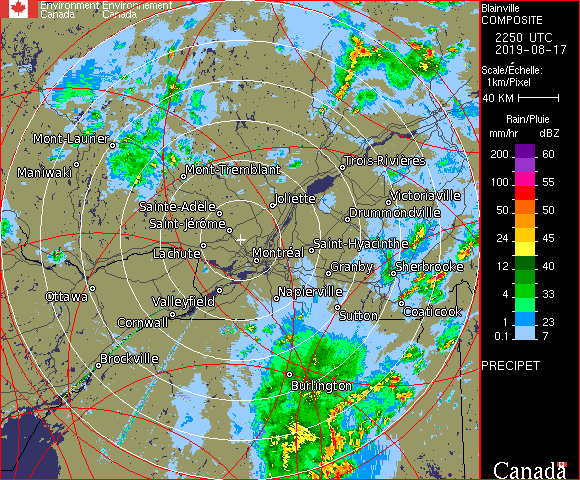 Environment Environnement
Canada Canada
Mont-Laurier
Maniwaki
Mont-Tremblant
Trois-Rivières
Sainte-Adèle
Joliette
Victoriaville
Saint-Jérôme
Drummondville
Lachute
Montréal
Saint-Hyacinthe
Granby
Sherbrooke
Ottawa
Valleyfield
Napierville
Cornwall
Sutton
Coaticook
Brockville
Burlington
Blainville
COMPOSITE
2250 UTC
2019-08-17
Scale/Échelle:
1km/Pixel
40 KM
Rain/Pluie
mm/hr dBZ
200 60
100 55
50 50
24 45
12 40
4 33
1 23
0.1 7
PRECIPET
Canada